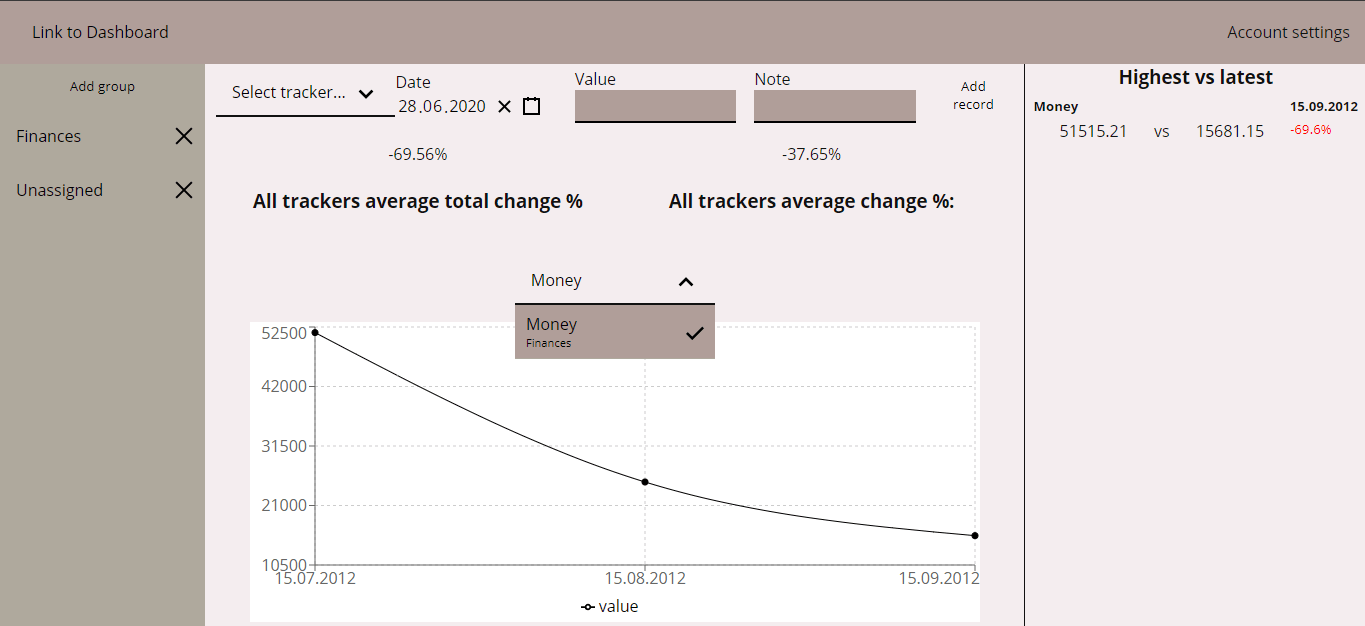 Link to Dashboard
Account settings
Add group
Finances
Unassigned
Select tracker...
Date
28.06.2020
Value
Note
Add
record
-69.56%
-37.65%
All trackers average total change %
All trackers average change %:
Money
Money
Finances
52500
42000
31500
21000
10500
15.07.2012 15.08.2012 15.09.2012
value
Highest vs latest
Money 15.09.2012
51515.21 vs 15681.15 -69.6%